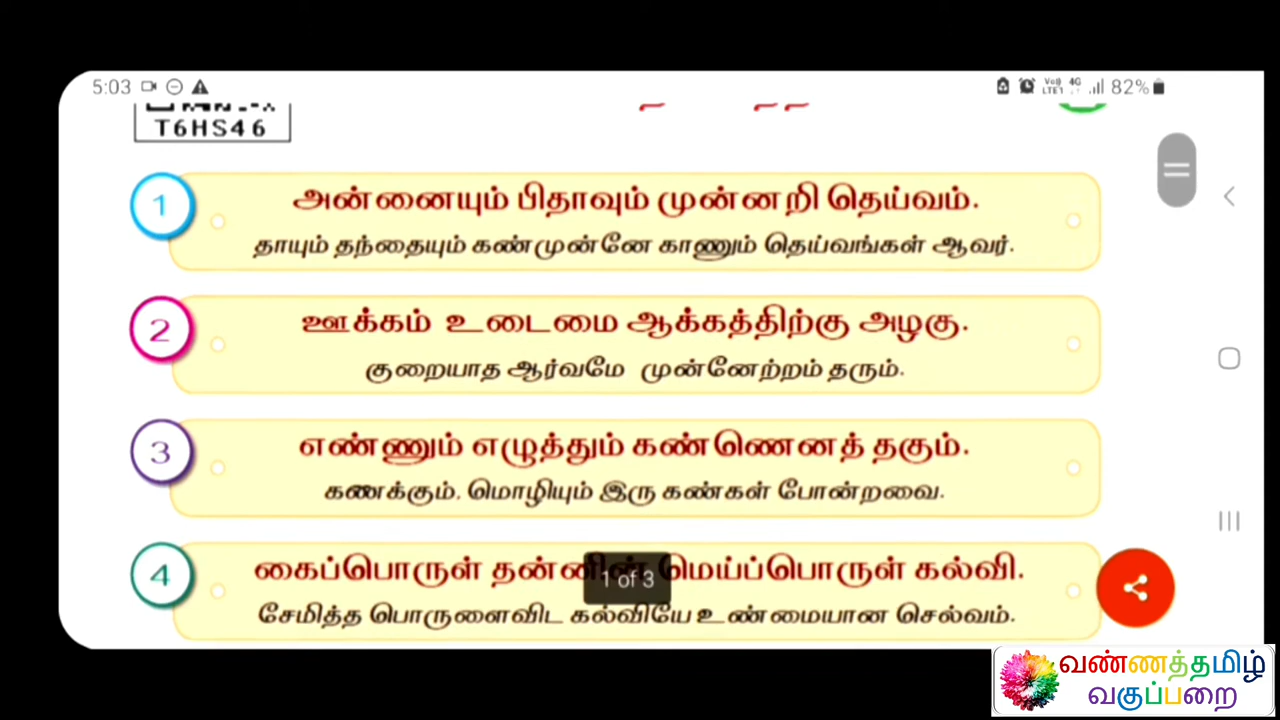 5:03
82%
T6HS46
1
அன்னையும் பிதாவும் முன்னறி தெய்வம்.
தாயும் தந்தையும் கண்முன்னே காணும் தெய்வங்கள் ஆவர்.
2
ஊக்கம் உடைமை ஆக்கத்திற்கு அழகு.
குறையாத ஆர்வமே முன்னேற்றம் தரும்.
3
எண்ணும் எழுத்தும் கண்ணெனத் தகும்.
கணக்கும். மொழியும் இரு கண்கள் போன்றவை.
4
கைப்பொருள் தன்னின் மெய்ப்பொருள் கல்வி.
1 of 3
சேமித்த பொருளைவிட கல்வியே உண்மையான செல்வம்.
வண்ணத்தமிழ்
வகுப்பறை